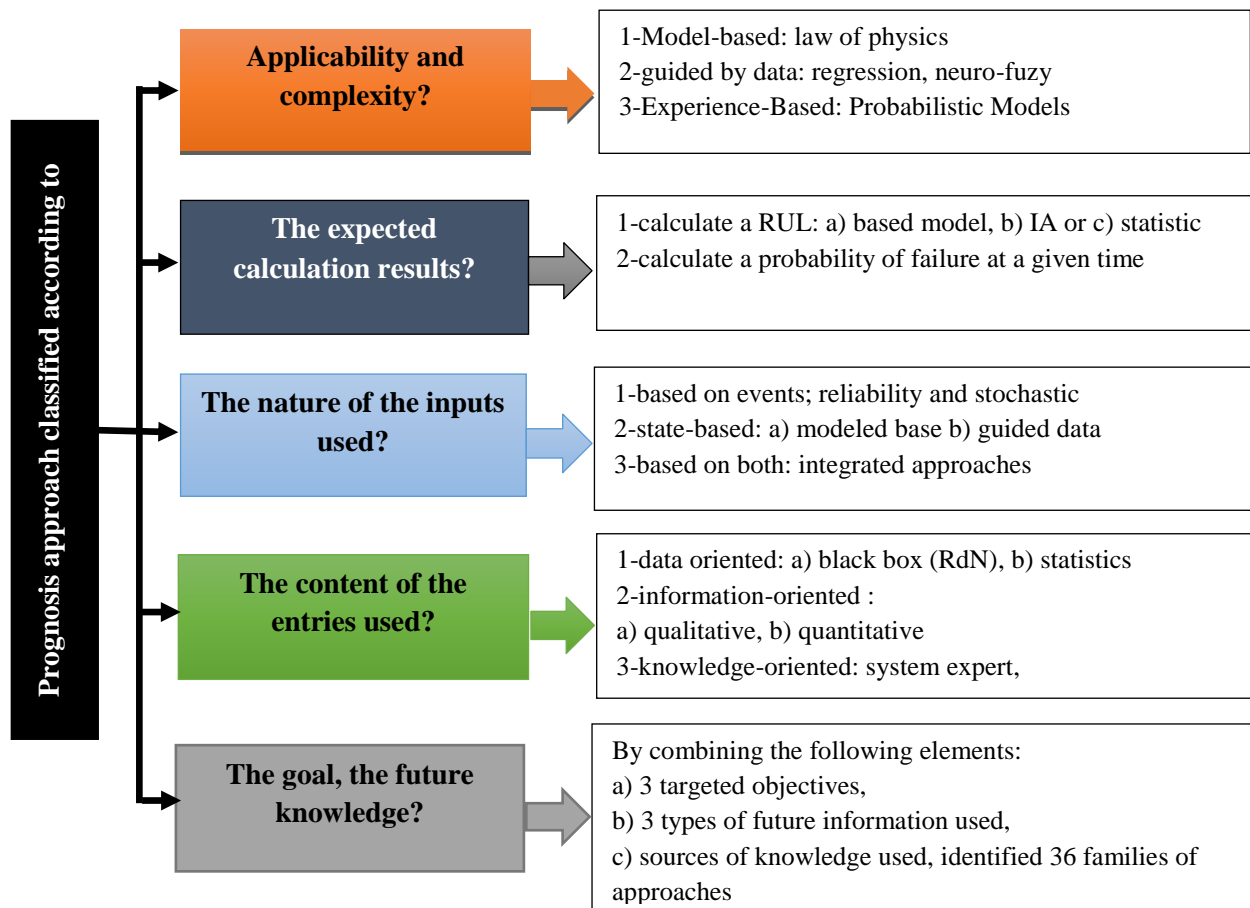 Prognosis approach classified according to
Applicability and
complexity?
1-Model-based: law of physics
2-guided by data: regression, neuro-fuzzy
3-Experience-Based: Probabilistic Models
The expected
calculation results?
1-calculate a RUL: a) based model, b) IA or c) statistic
2-calculate a probability of failure at a given time
The nature of the inputs
used?
1-based on events; reliability and stochastic
2-state-based: a) modeled base b) guided data
3-based on both: integrated approaches
The content of the
entries used?
1-data oriented: a) black box (RdN), b) statistics
2-information-oriented :
a) qualitative, b) quantitative
3-knowledge-oriented: system expert,
The goal, the future
knowledge?
By combining the following elements:
a) 3 targeted objectives,
b) 3 types of future information used,
c) sources of knowledge used, identified 36 families of
approaches